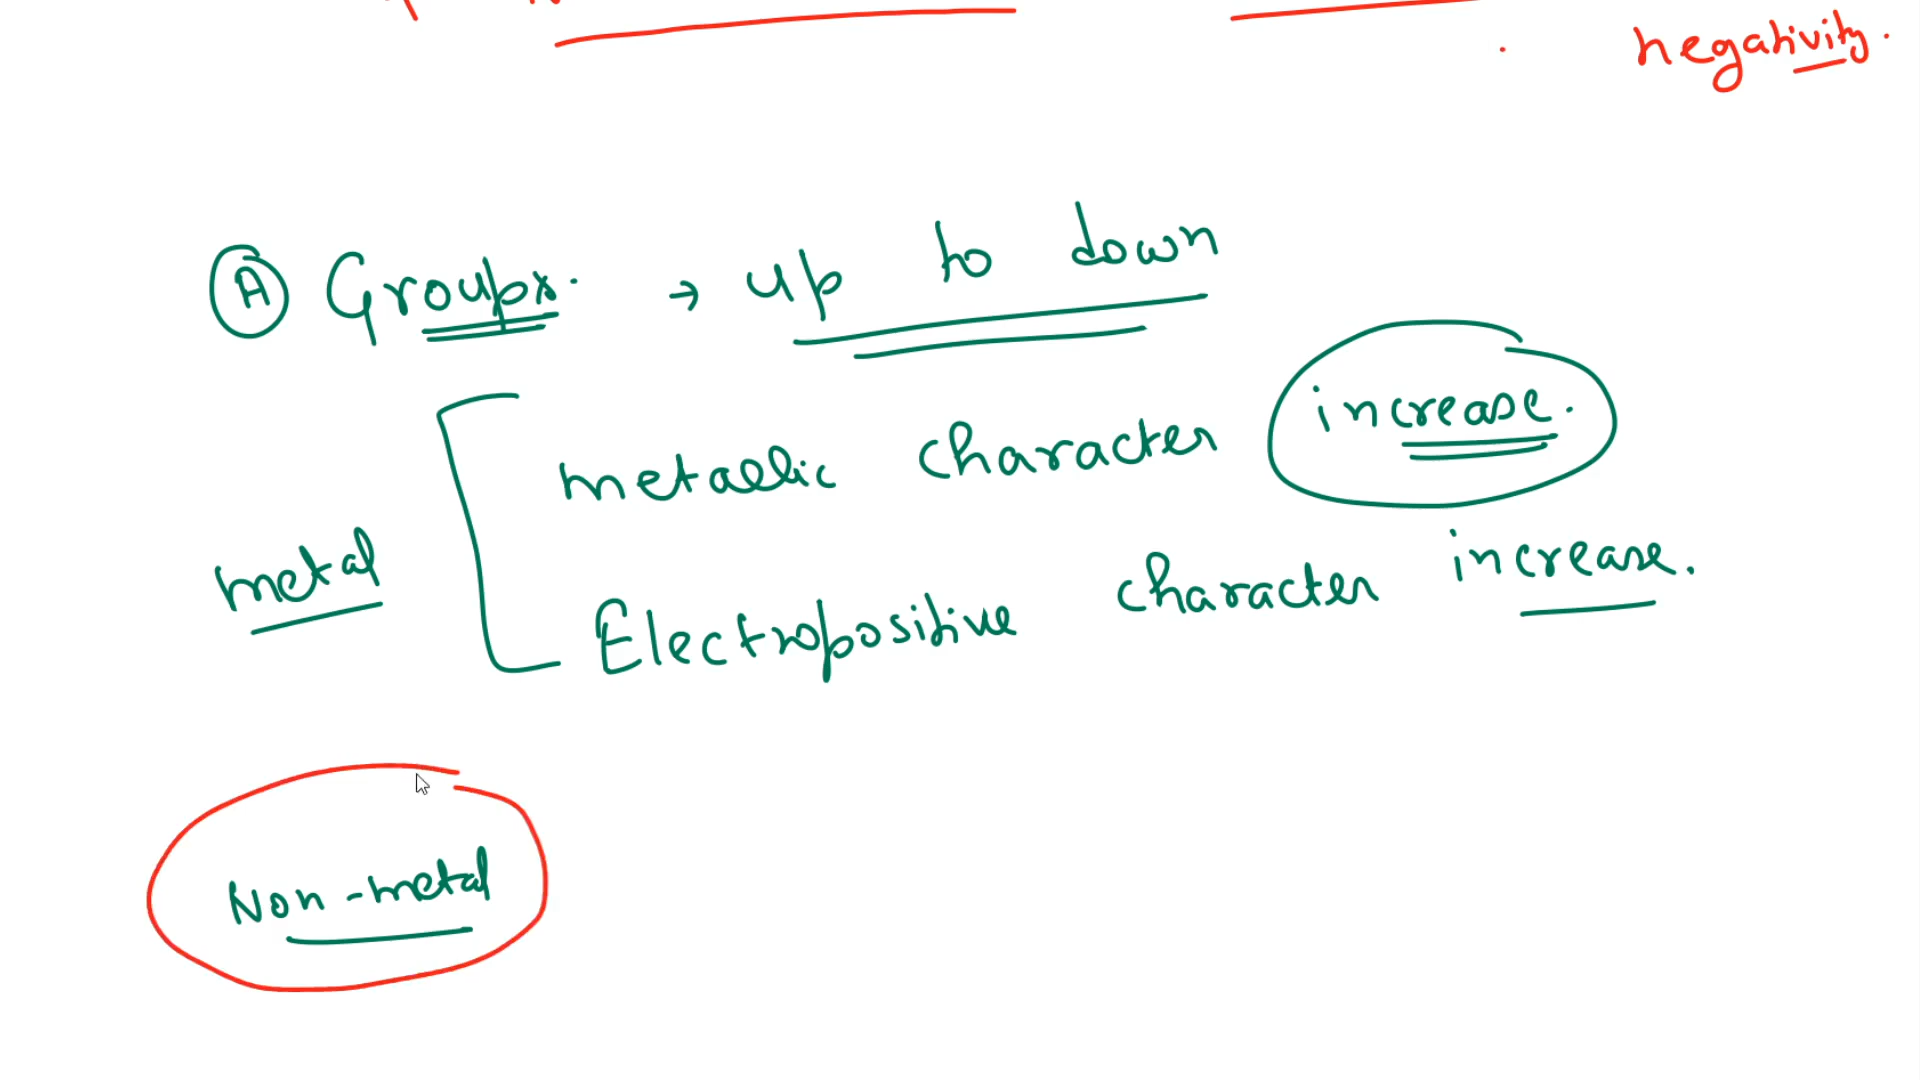 negativity.
A Groups. → up to down
metallic character increase.
metal
Electropositive character increase.
Non-metal